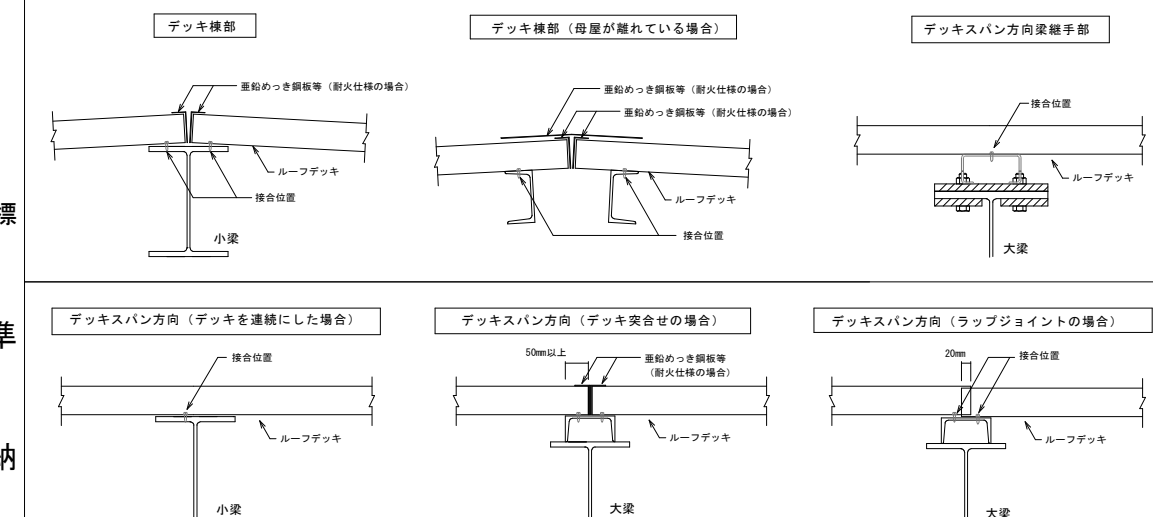 デッキ棟部
亜鉛めっき鋼板等（耐火仕様の場合）
ルーフデッキ
接合位置
小梁
デッキ棟部（母屋が離れている場合）
亜鉛めっき鋼板等（耐火仕様の場合）
亜鉛めっき鋼板等（耐火仕様の場合）
ルーフデッキ
接合位置
デッキスパン方向梁継手部
接合位置
ルーフデッキ
大梁
標
準
納
デッキスパン方向（デッキを連続にした場合）
接合位置
ルーフデッキ
小梁
デッキスパン方向（デッキ突合せの場合）
50mm以上
亜鉛めっき鋼板等
（耐火仕様の場合）
ルーフデッキ
大梁
デッキスパン方向（ラップジョイントの場合）
20mm
接合位置
ルーフデッキ
大梁